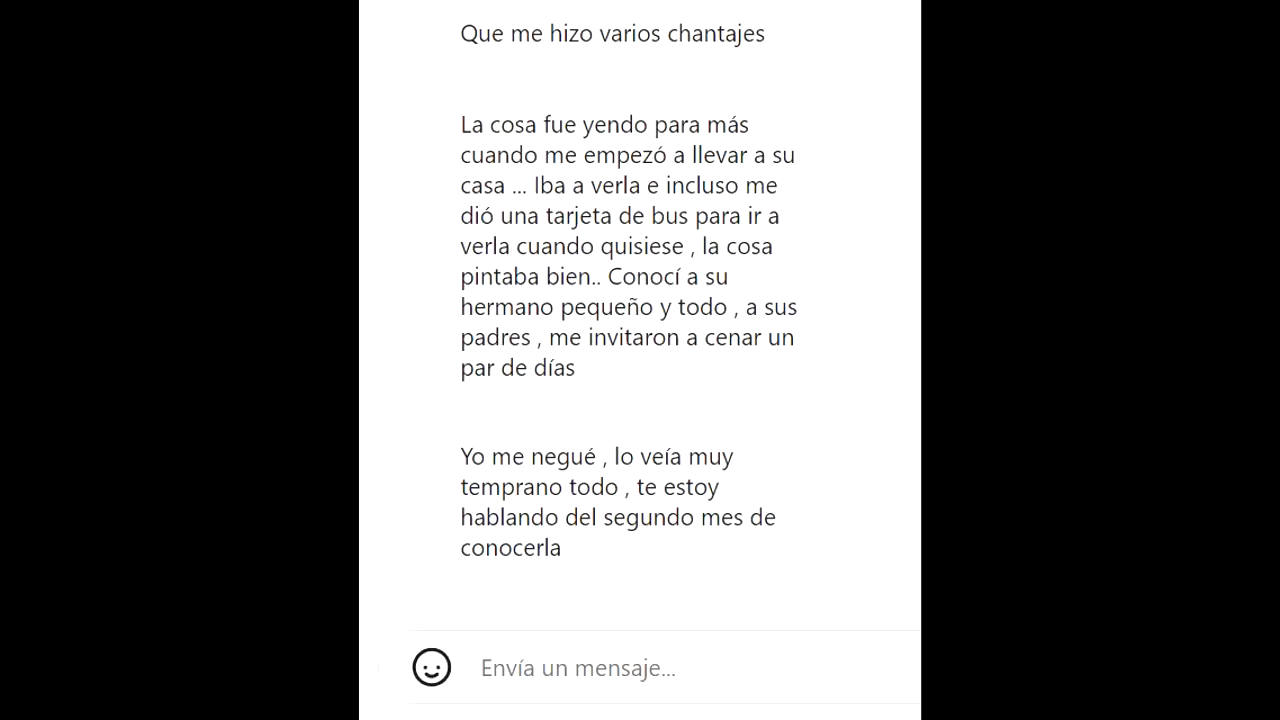 Que me hizo varios chantajes
La cosa fue yendo para más
cuando me empezó a llevar a su
casa ... Iba a verla e incluso me
dió una tarjeta de bus para ir a
verla cuando quisiese , la cosa
pintaba bien.. Conocí a su
hermano pequeño y todo , a sus
padres , me invitaron a cenar un
par de días
Yo me negué , lo veía muy
temprano todo , te estoy
hablando del segundo mes de
conocerla
Envía un mensaje...